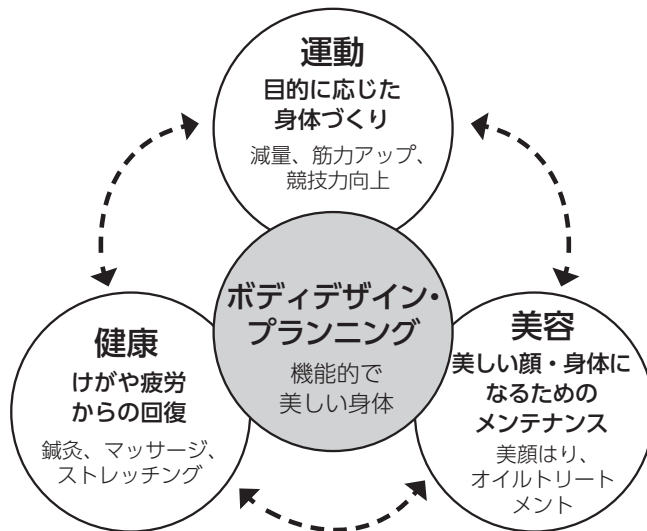 運動
目的に応じた
身体づくり
減量、筋力アップ、
競技力向上
ボディデザイン・
プランニング
機能的で
美しい身体
健康
けがや疲労
からの回復
鍼灸、マッサージ、
ストレッチング
美容
美しい顔・身体に
なるための
メンテナンス
美顔はり、
オイルトリート
メント